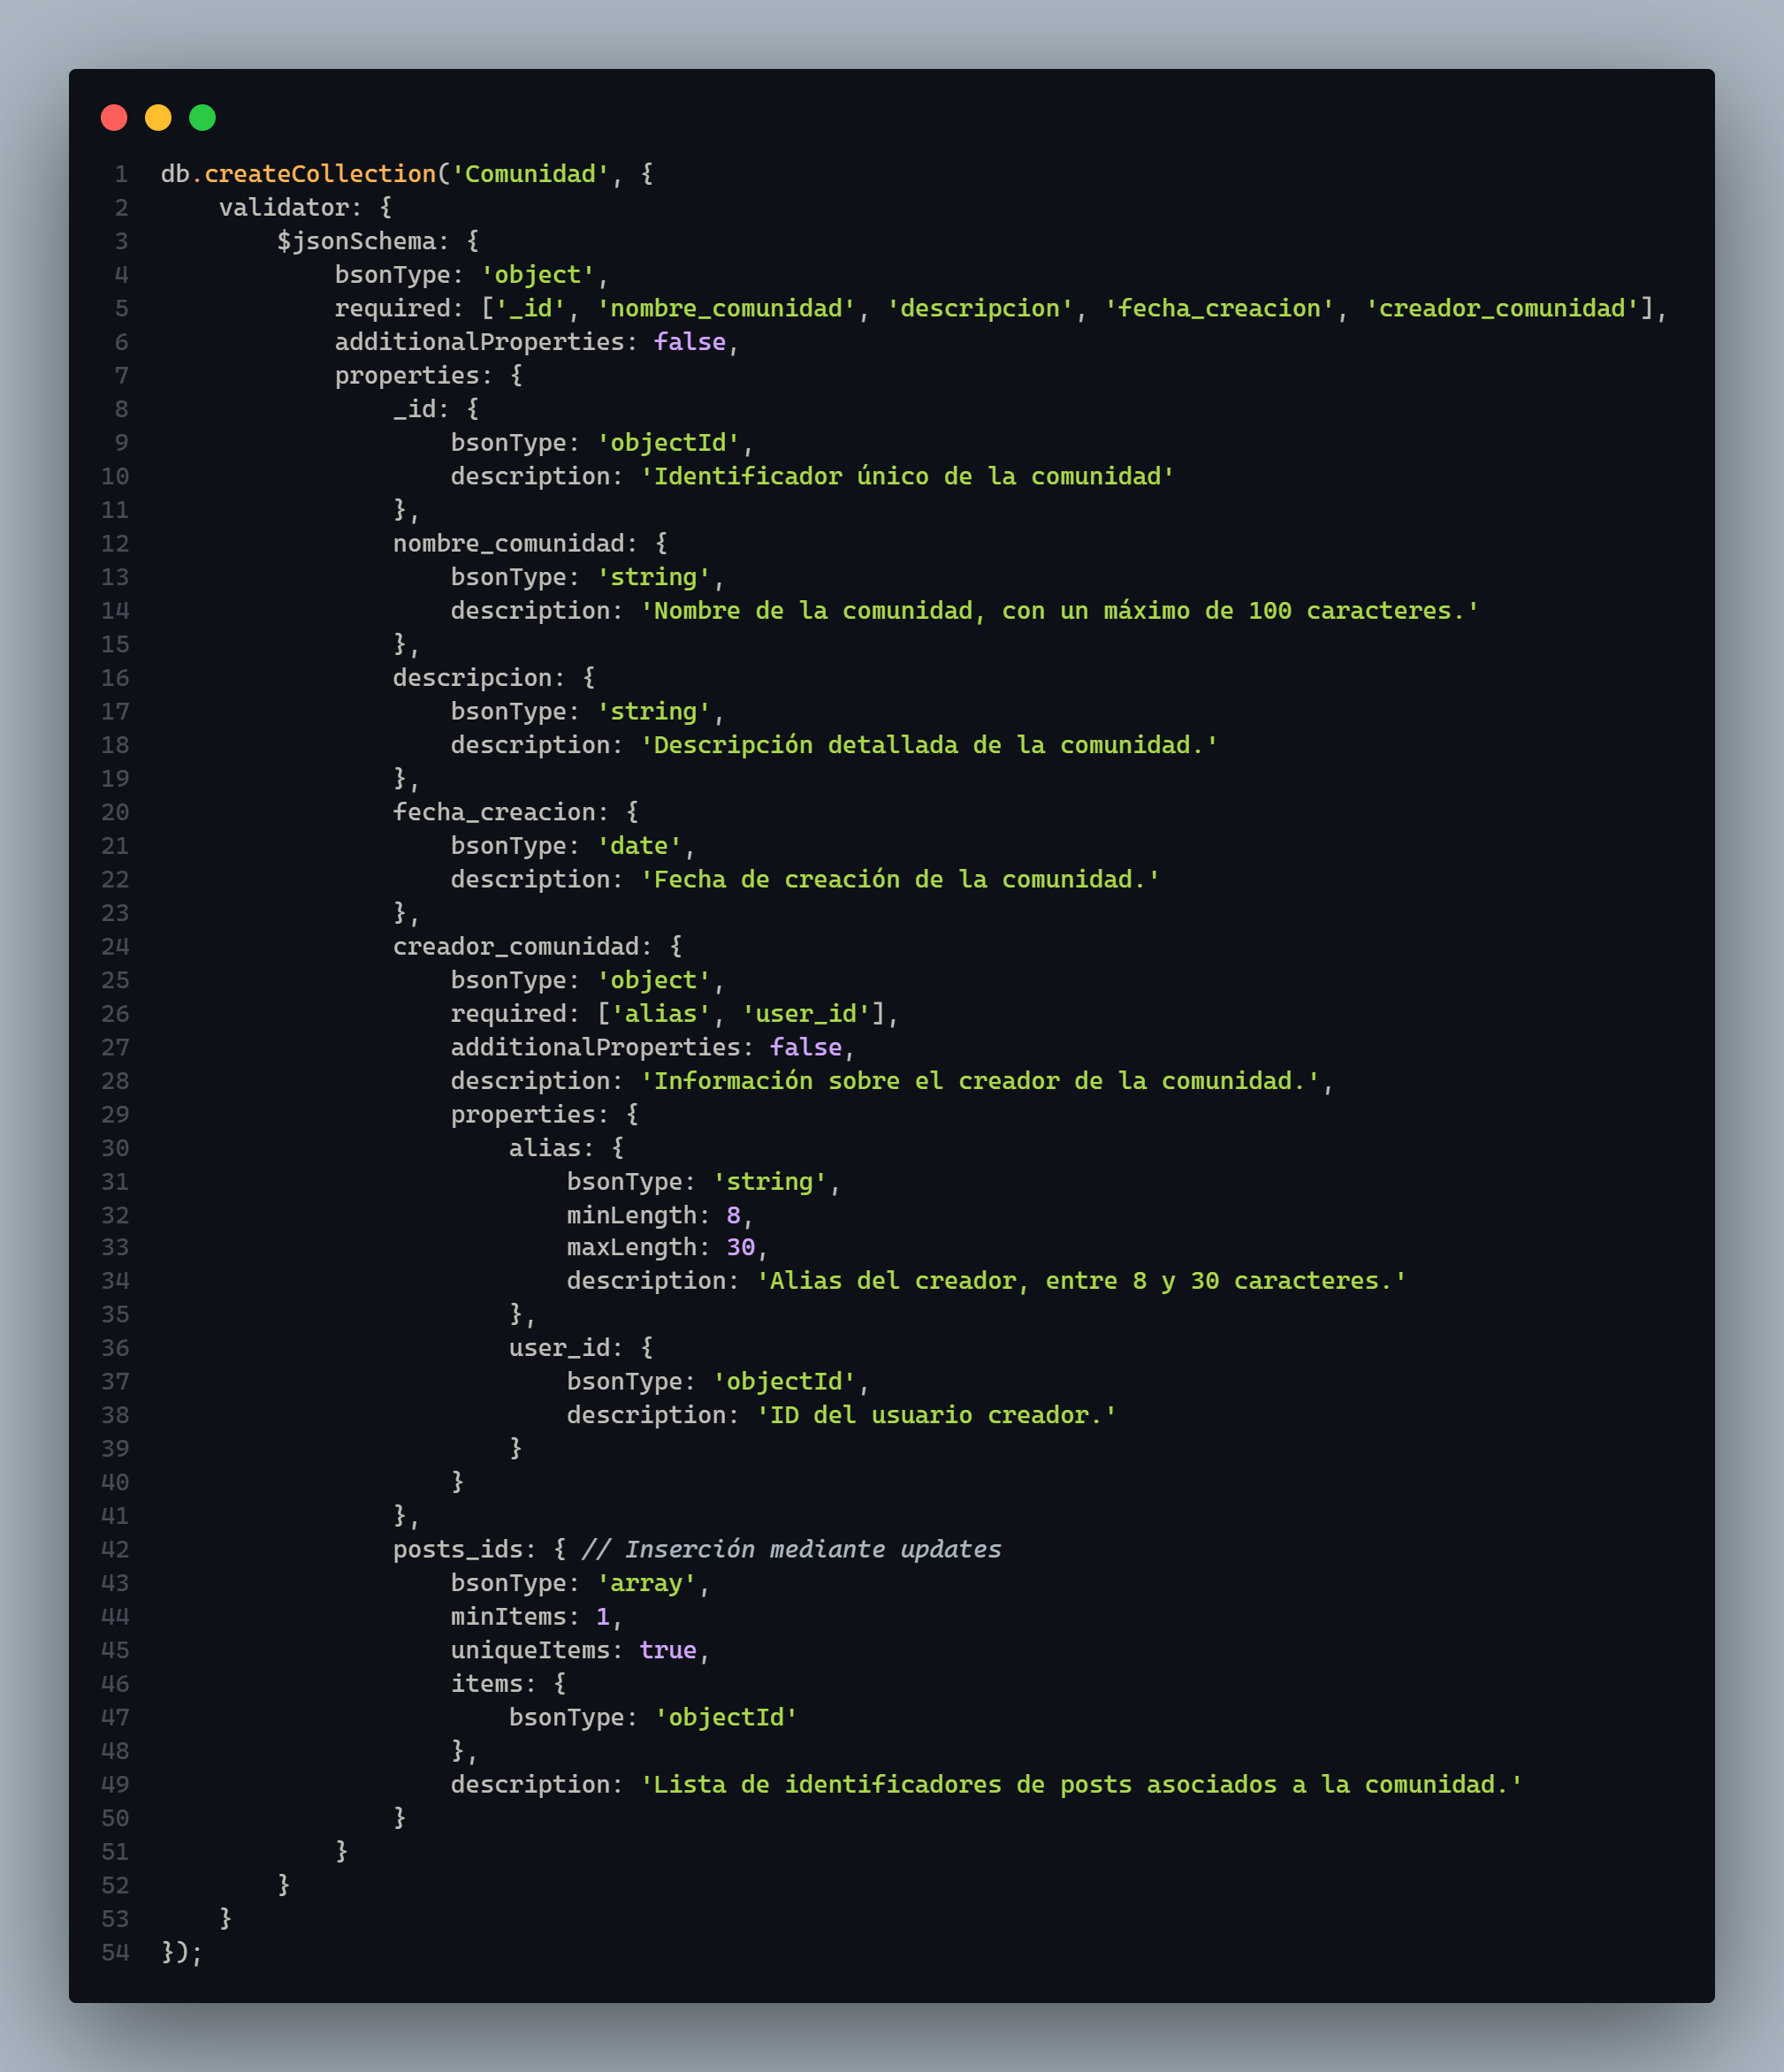 1 db.createCollection('Comunidad', {
2     validator: {
3         $jsonSchema: {
4             bsonType: 'object',
5             required: ['_id', 'nombre_comunidad', 'descripcion', 'fecha_creacion', 'creador_comunidad'],
6             additionalProperties: false,
7             properties: {
8                 _id: {
9                     bsonType: 'objectId',
10                     description: 'Identificador único de la comunidad'
11                 },
12                 nombre_comunidad: {
13                     bsonType: 'string',
14                     description: 'Nombre de la comunidad, con un máximo de 100 caracteres.'
15                 },
16                 descripcion: {
17                     bsonType: 'string',
18                     description: 'Descripción detallada de la comunidad.'
19                 },
20                 fecha_creacion: {
21                     bsonType: 'date',
22                     description: 'Fecha de creación de la comunidad.'
23                 },
24                 creador_comunidad: {
25                     bsonType: 'object',
26                     required: ['alias', 'user_id'],
27                     additionalProperties: false,
28                     description: 'Información sobre el creador de la comunidad.',
29                     properties: {
30                         alias: {
31                             bsonType: 'string',
32                             minLength: 8,
33                             maxLength: 30,
34                             description: 'Alias del creador, entre 8 y 30 caracteres.'
35                         },
36                         user_id: {
37                             bsonType: 'objectId',
38                             description: 'ID del usuario creador.'
39                         }
40                     }
41                 },
42                 posts_ids: { // Inserción mediante updates
43                     bsonType: 'array',
44                     minItems: 1,
45                     uniqueItems: true,
46                     items: {
47                         bsonType: 'objectId'
48                     },
49                     description: 'Lista de identificadores de posts asociados a la comunidad.'
50                 }
51             }
52         }
53     }
54 });